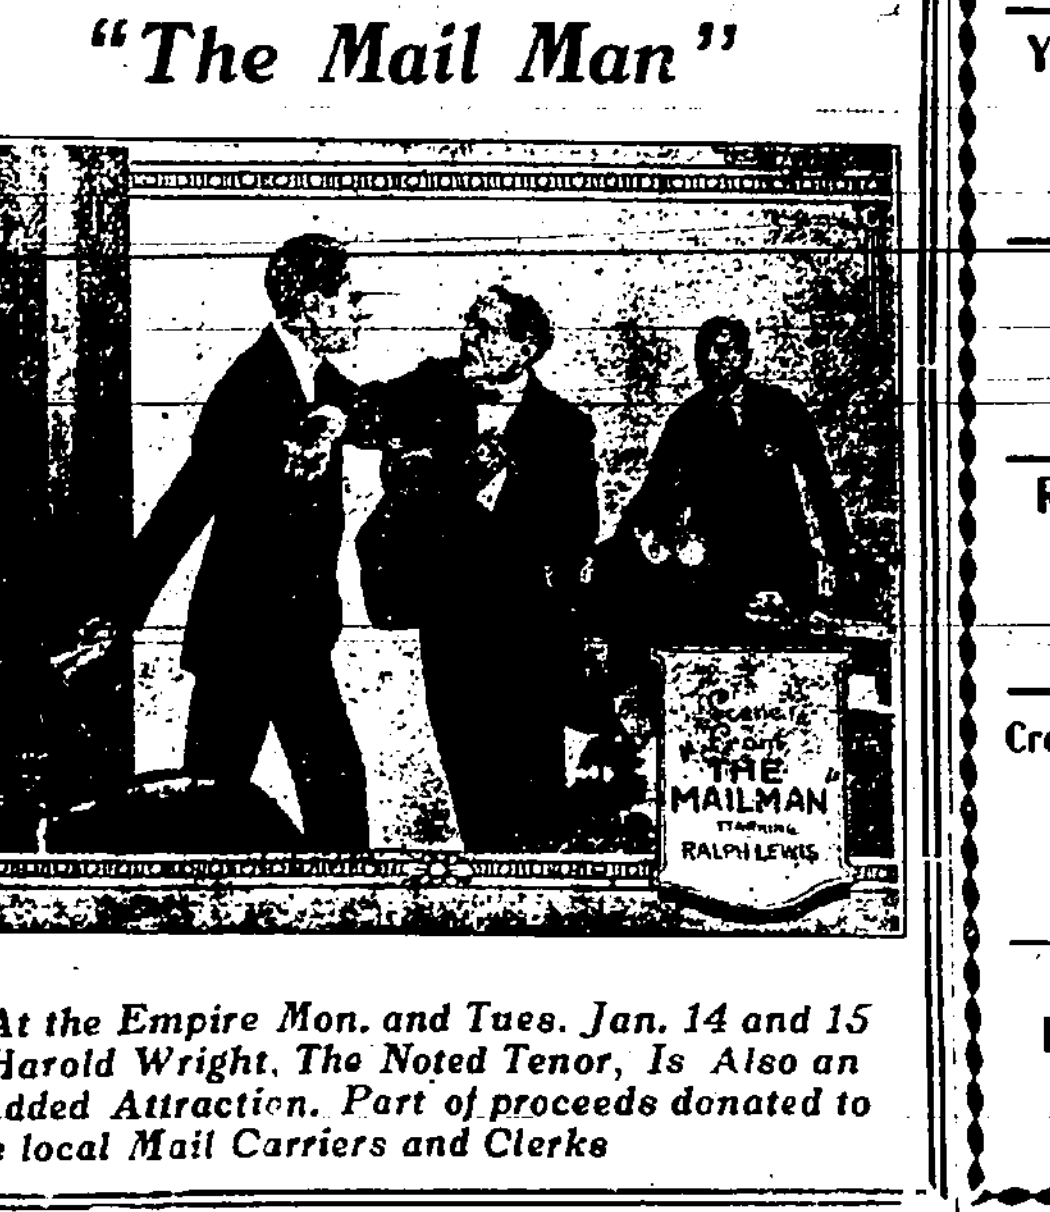 "The Mail Man"
Scene
From
THE
MAILMAN
STARRING
RALPH LEWIS
At the Empire Mon. and Tues. Jan. 14 and 15
Harold Wright, The Noted Tenor, Is Also an
dded Attraction. Part of proceeds donated to
local Mail Carriers and Clerks
Y
Cre